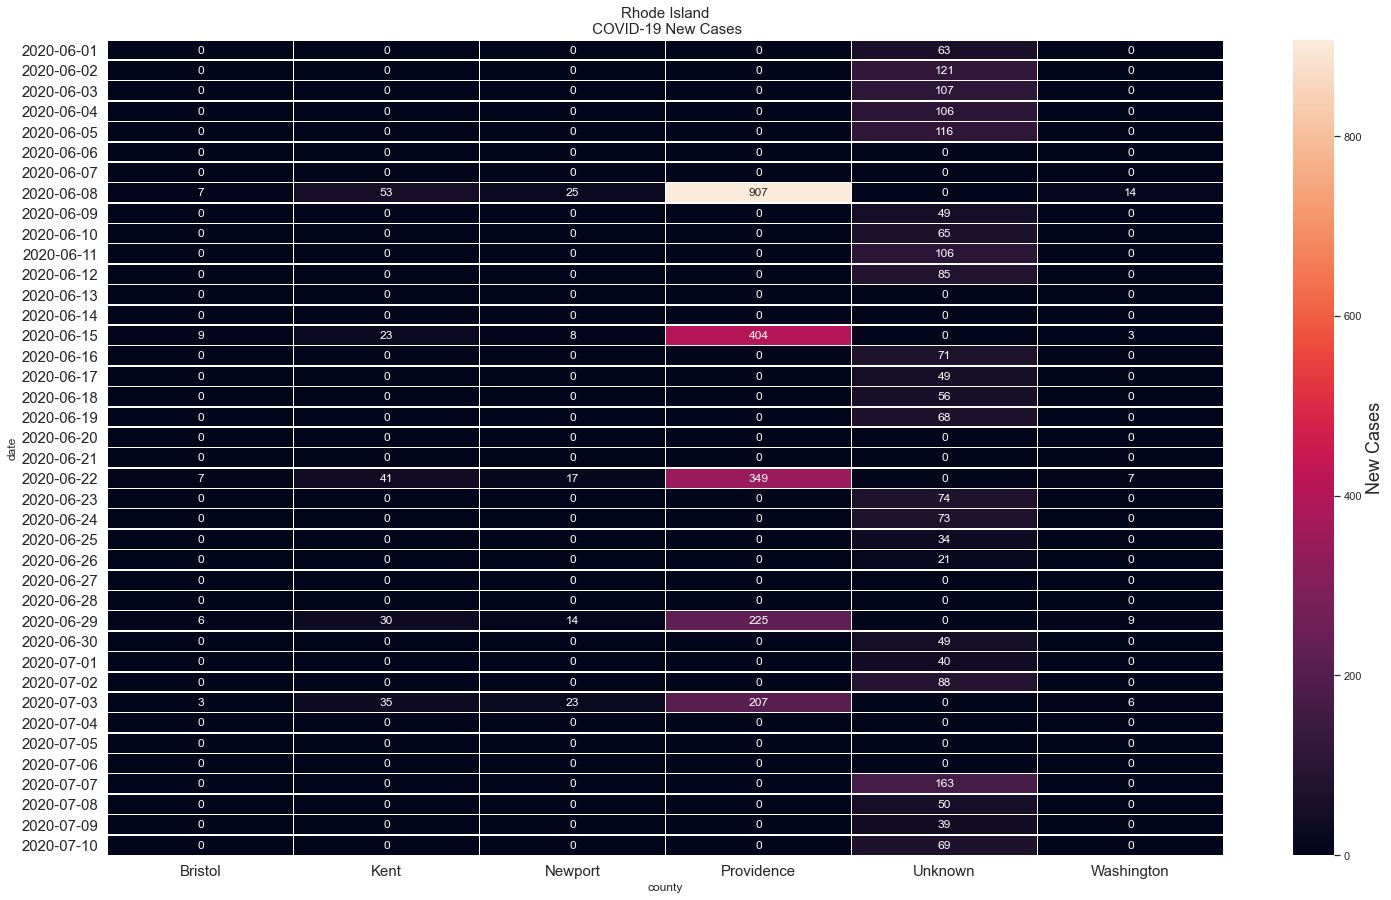 Rhode Island
COVID-19 New Cases
2020-06-01 0 0 0 0 63 0
2020-06-02 0 0 0 0 121 0
2020-06-03 0 0 0 0 107 0
2020-06-04 0 0 0 0 106 0
2020-06-05 0 0 0 0 116 0
2020-06-06 0 0 0 0 0 0
2020-06-07 0 0 0 0 0 0
2020-06-08 7 53 25 907 0 14
2020-06-09 0 0 0 0 49 0
2020-06-10 0 0 0 0 65 0
2020-06-11 0 0 0 0 106 0
2020-06-12 0 0 0 0 85 0
2020-06-13 0 0 0 0 0 0
2020-06-14 0 0 0 0 0 0
2020-06-15 9 23 8 404 0 3
2020-06-16 0 0 0 0 71 0
2020-06-17 0 0 0 0 49 0
2020-06-18 0 0 0 0 56 0
2020-06-19 0 0 0 0 68 0
2020-06-20 0 0 0 0 0 0
2020-06-21 0 0 0 0 0 0
2020-06-22 7 41 17 349 0 7
2020-06-23 0 0 0 0 74 0
2020-06-24 0 0 0 0 73 0
2020-06-25 0 0 0 0 34 0
2020-06-26 0 0 0 0 21 0
2020-06-27 0 0 0 0 0 0
2020-06-28 0 0 0 0 0 0
2020-06-29 6 30 14 225 0 9
2020-06-30 0 0 0 0 49 0
2020-07-01 0 0 0 0 40 0
2020-07-02 0 0 0 0 88 0
2020-07-03 3 35 23 207 0 6
2020-07-04 0 0 0 0 0 0
2020-07-05 0 0 0 0 0 0
2020-07-06 0 0 0 0 0 0
2020-07-07 0 0 0 0 163 0
2020-07-08 0 0 0 0 50 0
2020-07-09 0 0 0 0 39 0
2020-07-10 0 0 0 0 69 0
date
Bristol Kent Newport Providence Unknown Washington
county
800
600
400
200
0
New Cases